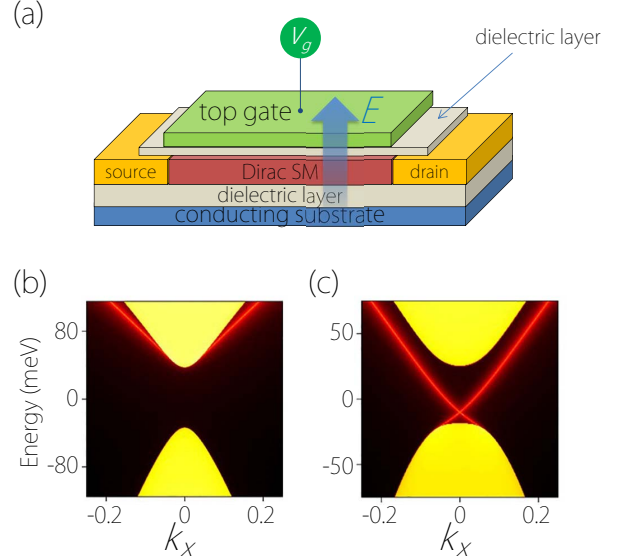 (a)
V_g
dielectric layer
top gate
E
source
Dirac SM
drain
dielectric layer
conducting substrate
(b)
(c)
Energy (meV)
80
0
-80
-0.2
0
0.2
k_x
50
0
-50
-0.2
0
0.2
k_x